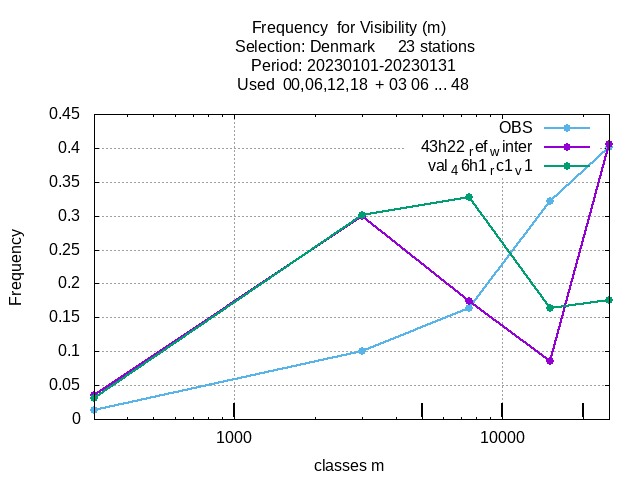 Frequency for Visibility (m)
Selection: Denmark 23 stations
Period: 20230101-20230131
Used 00,06,12,18 + 03 06 ... 48
0.45
0.4
0.35
0.3
0.25
0.2
0.15
0.1
0.05
0
Frequency
OBS
43h22refwinter
val46h1rc1v1
1000 10000
classes m